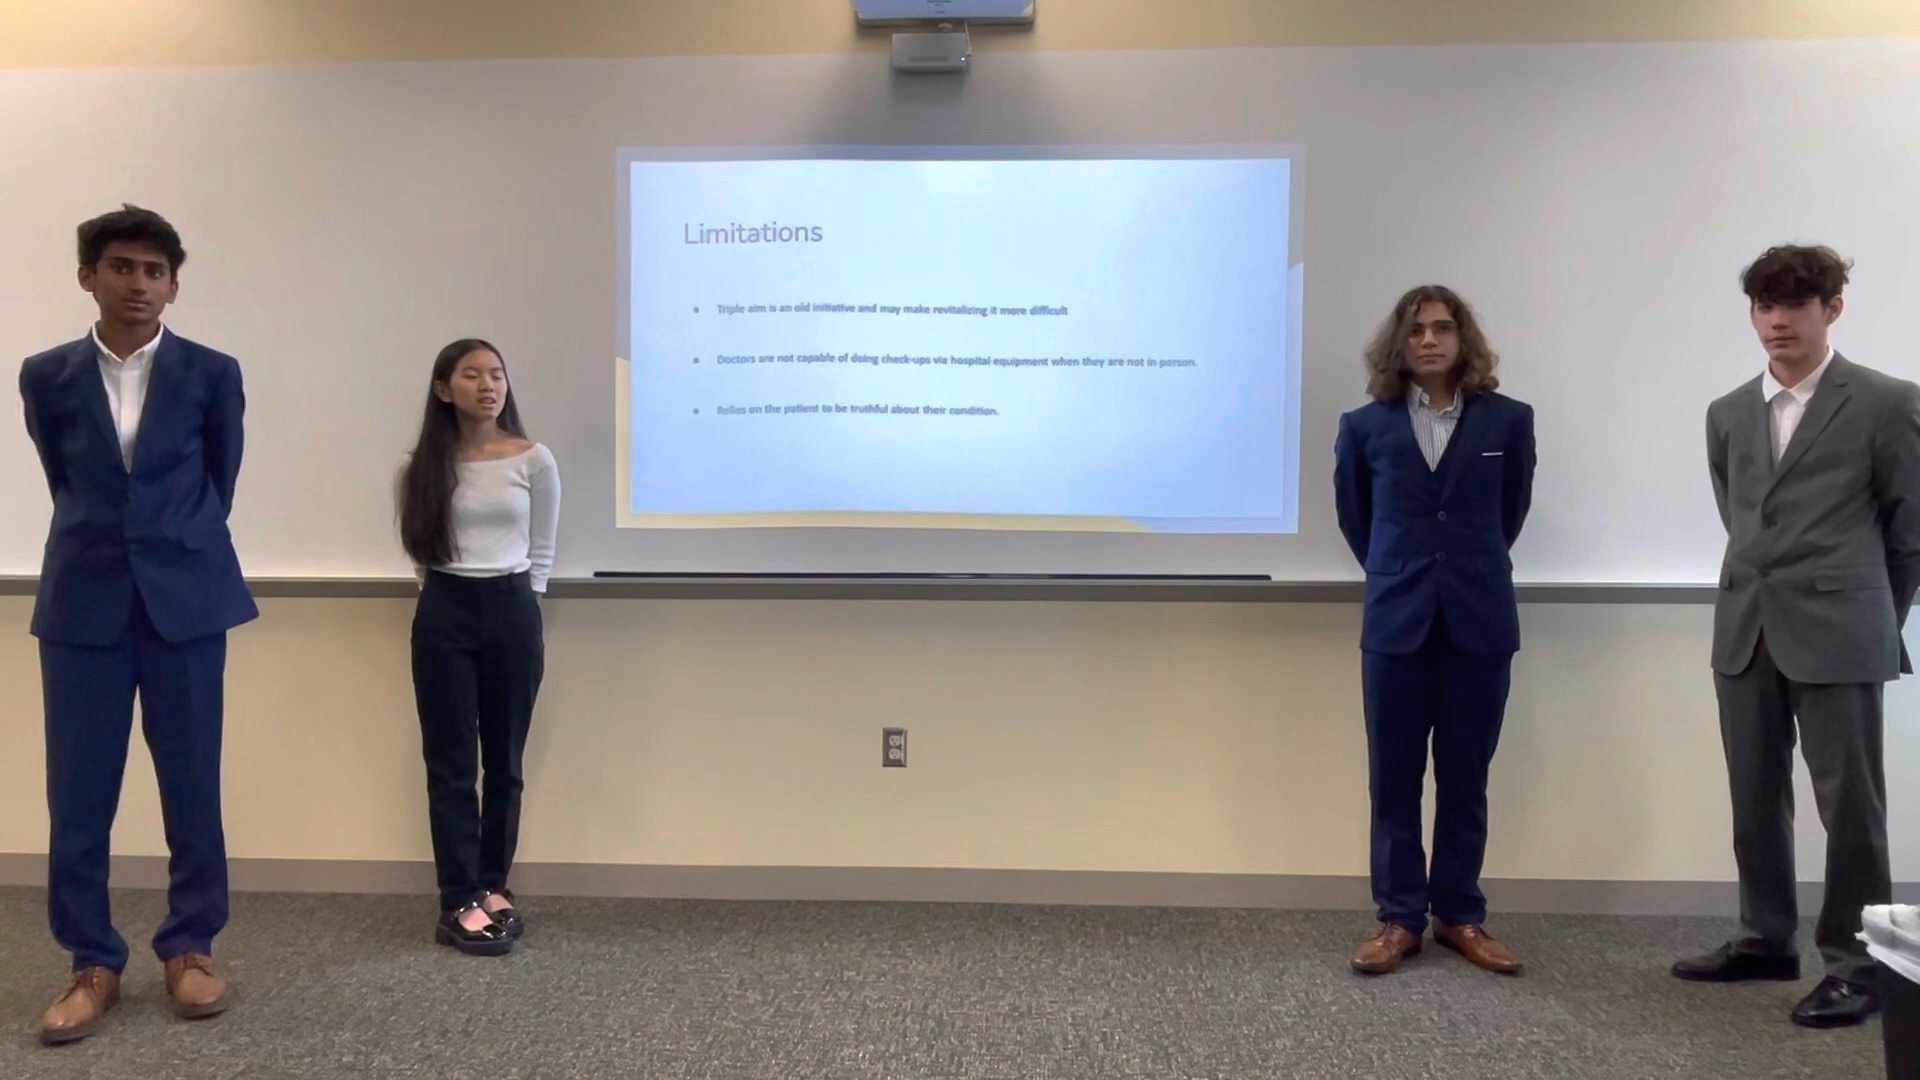 Limitations
Triple aim is an old initiative and may make revitalizing it more difficult
Doctors are not capable of doing check-ups via hospital equipment when they are not in person.
Relies on the patient to be truthful about their condition.